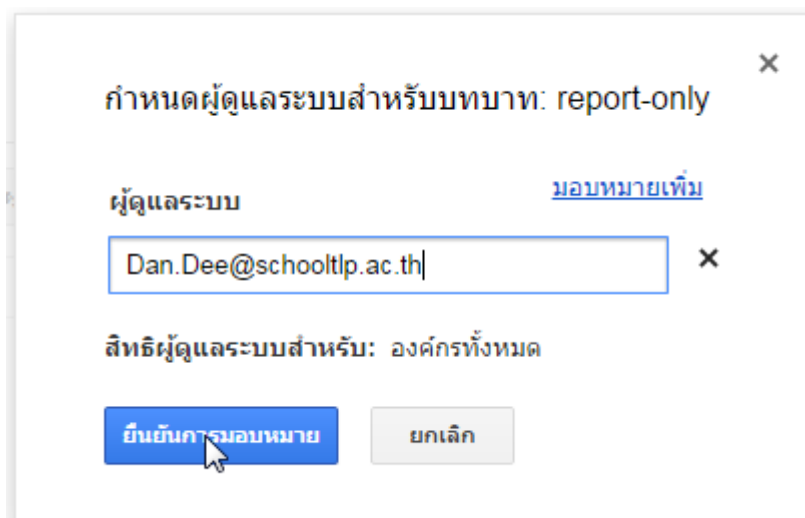 กำหนดผู้ดูแลระบบสำหรับบทบาท: report-only
ผู้ดูแลระบบ มอบหมายเพิ่ม
Dan.Dee@schooltlp.ac.th
สิทธิผู้ดูแลระบบสำหรับ: องค์กรทั้งหมด
ยืนยันการมอบหมาย ยกเลิก